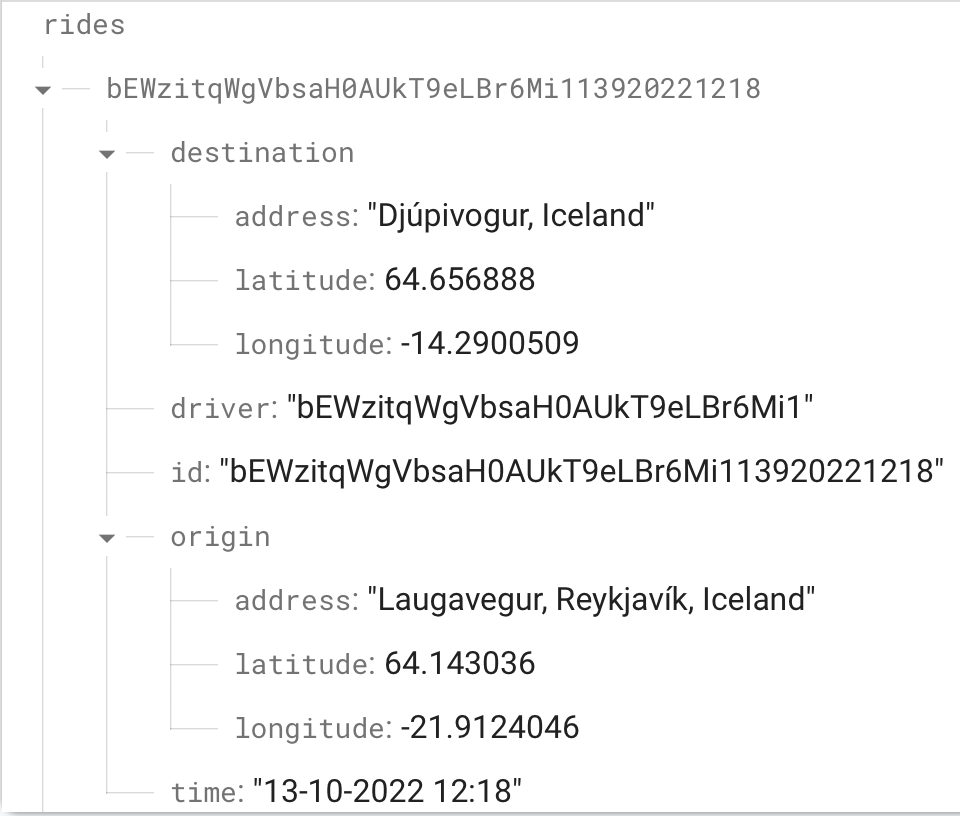 rides
bEWzitqWgVbsaH0AUkT9eLBr6Mi113920221218
destination
address: "Djúpivogur, Iceland"
latitude: 64.656888
longitude: -14.2900509
driver: "bEWzitqWgVbsaH0AUkT9eLBr6Mi1"
id: "bEWzitqWgVbsaH0AUkT9eLBr6Mi113920221218"
origin
address: "Laugavegur, Reykjavík, Iceland"
latitude: 64.143036
longitude: -21.9124046
time: "13-10-2022 12:18"